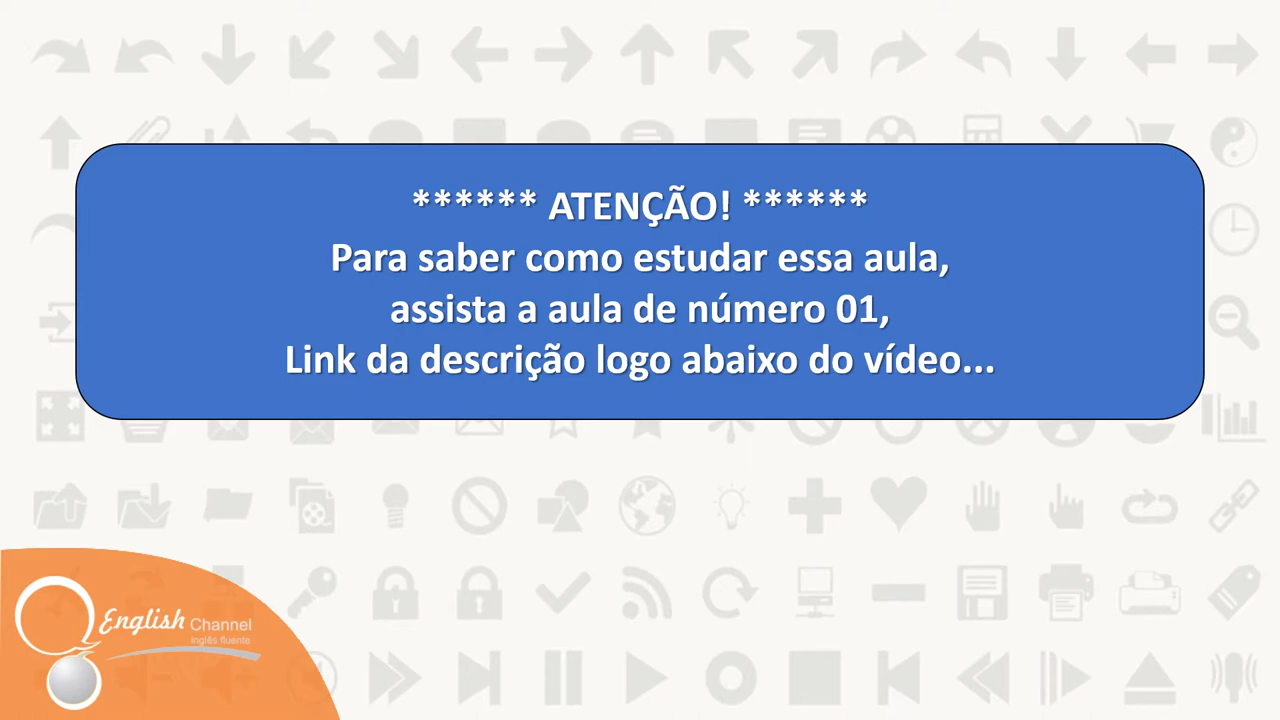 ****** ATENÇÃO! ******
Para saber como estudar essa aula,
assista a aula de número 01,
Link da descrição logo abaixo do vídeo...
English Channel
inglês fluente